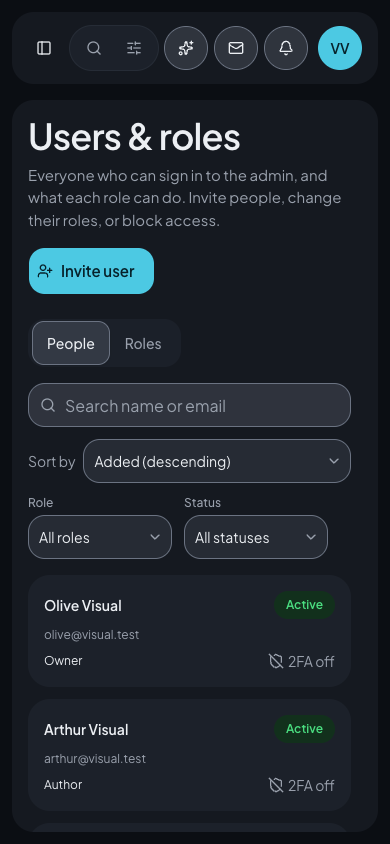 VV
Users & roles
Everyone who can sign in to the admin, and
what each role can do. Invite people, change
their roles, or block access.
Invite user
People Roles
Search name or email
Sort by Added (descending)
Role Status
All roles All statuses
Olive Visual Active
olive@visual.test
Owner 2FA off
Arthur Visual Active
arthur@visual.test
Author 2FA off